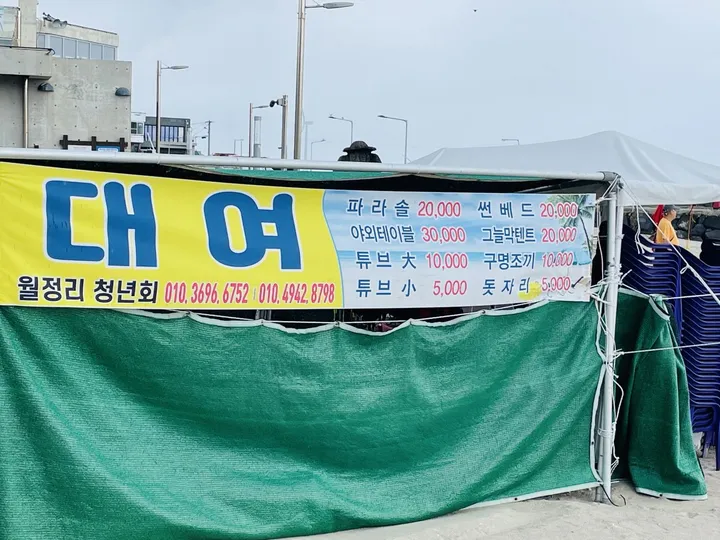 대여
파라솔 20,000 썬베드 20,000
야외테이블 30,000 그늘막텐트 20,000
튜브 大 10,000 구명조끼 10,000
튜브 小 5,000 돗자리 5,000
월정리 청년회 010. 3696. 6752 010. 4942. 8798